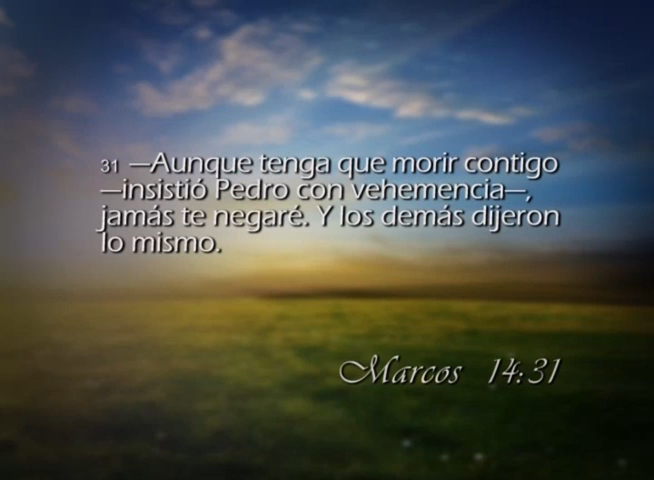 31 —Aunque tenga que morir contigo
—insistió Pedro con vehemencia—,
jamás te negaré. Y los demás dijeron
lo mismo.
Marcos 14:31